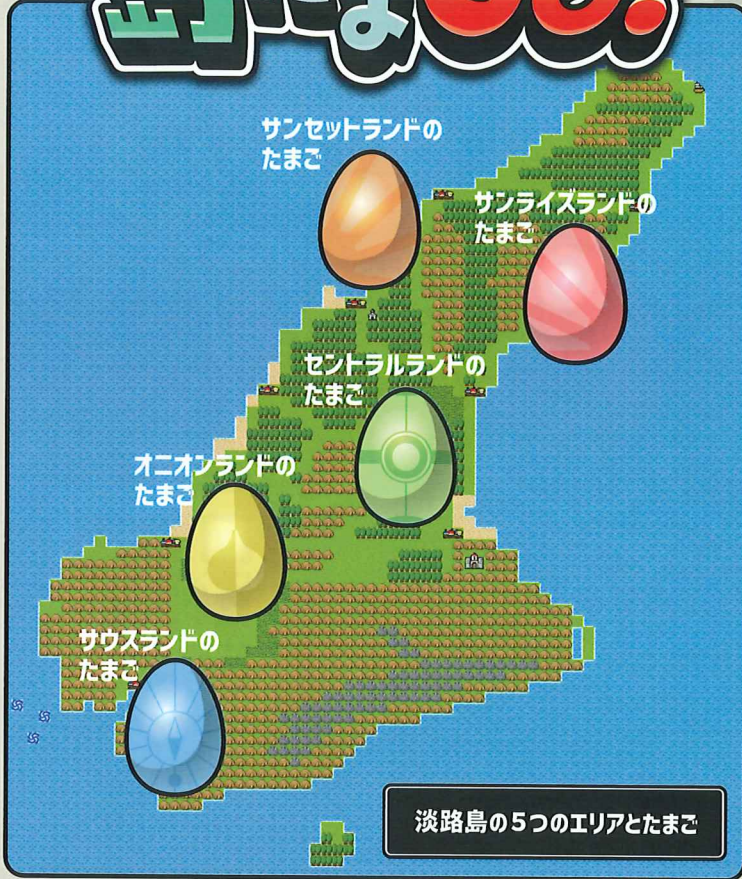 サンセットランドの
たまご
サンライズランドの
たまご
セントラルランドの
たまご
オニオンランドの
たまご
サウスランドの
たまご
淡路島の5つのエリアとたまご